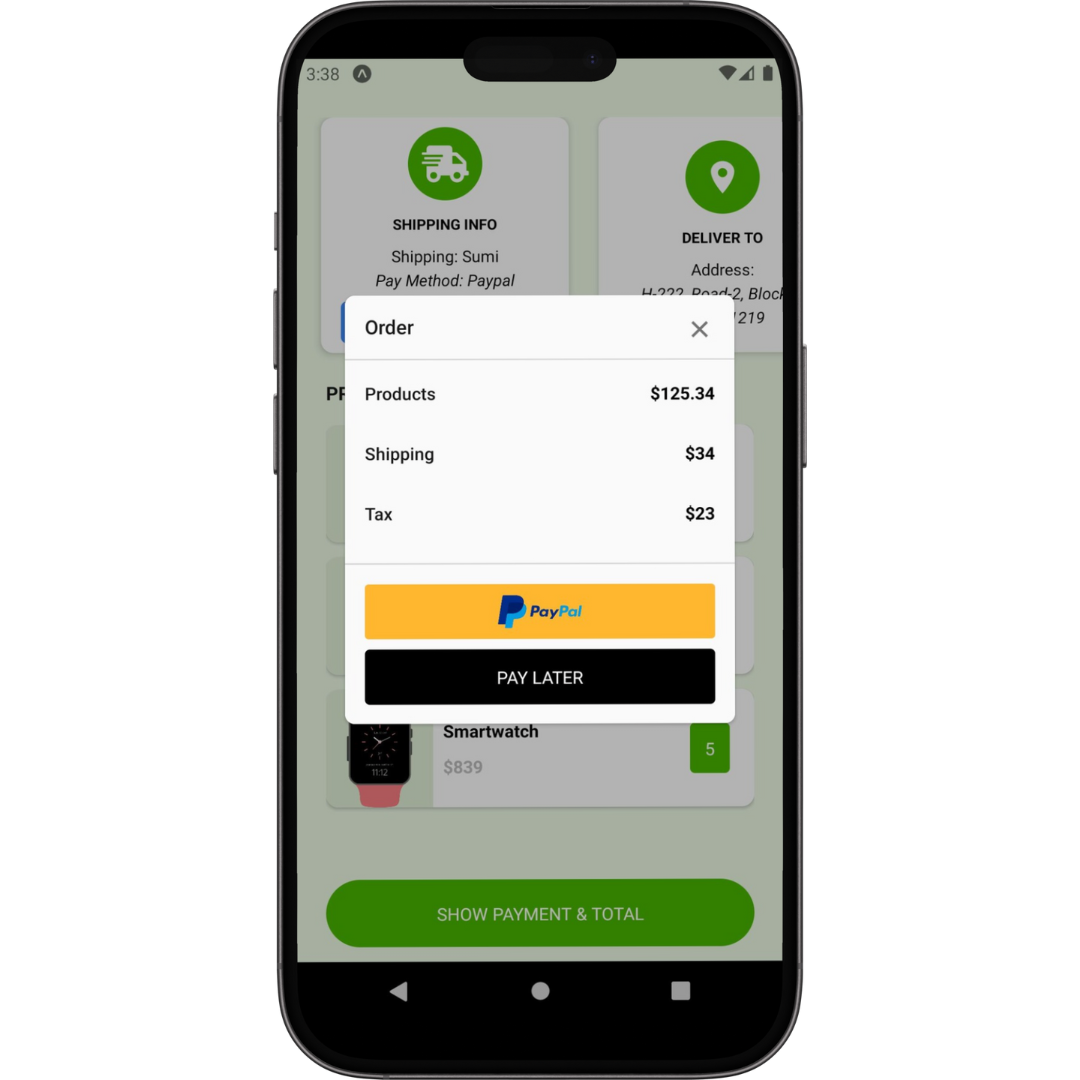 3:38
SHIPPING INFO
Shipping: Sumi
Pay Method: Paypal
DELIVER TO
Address:
H-222, Road-2, Block
1219
Order
Products $125.34
Shipping $34
Tax $23
PayPal
PAY LATER
11:12
Smartwatch
$839
5
SHOW PAYMENT & TOTAL